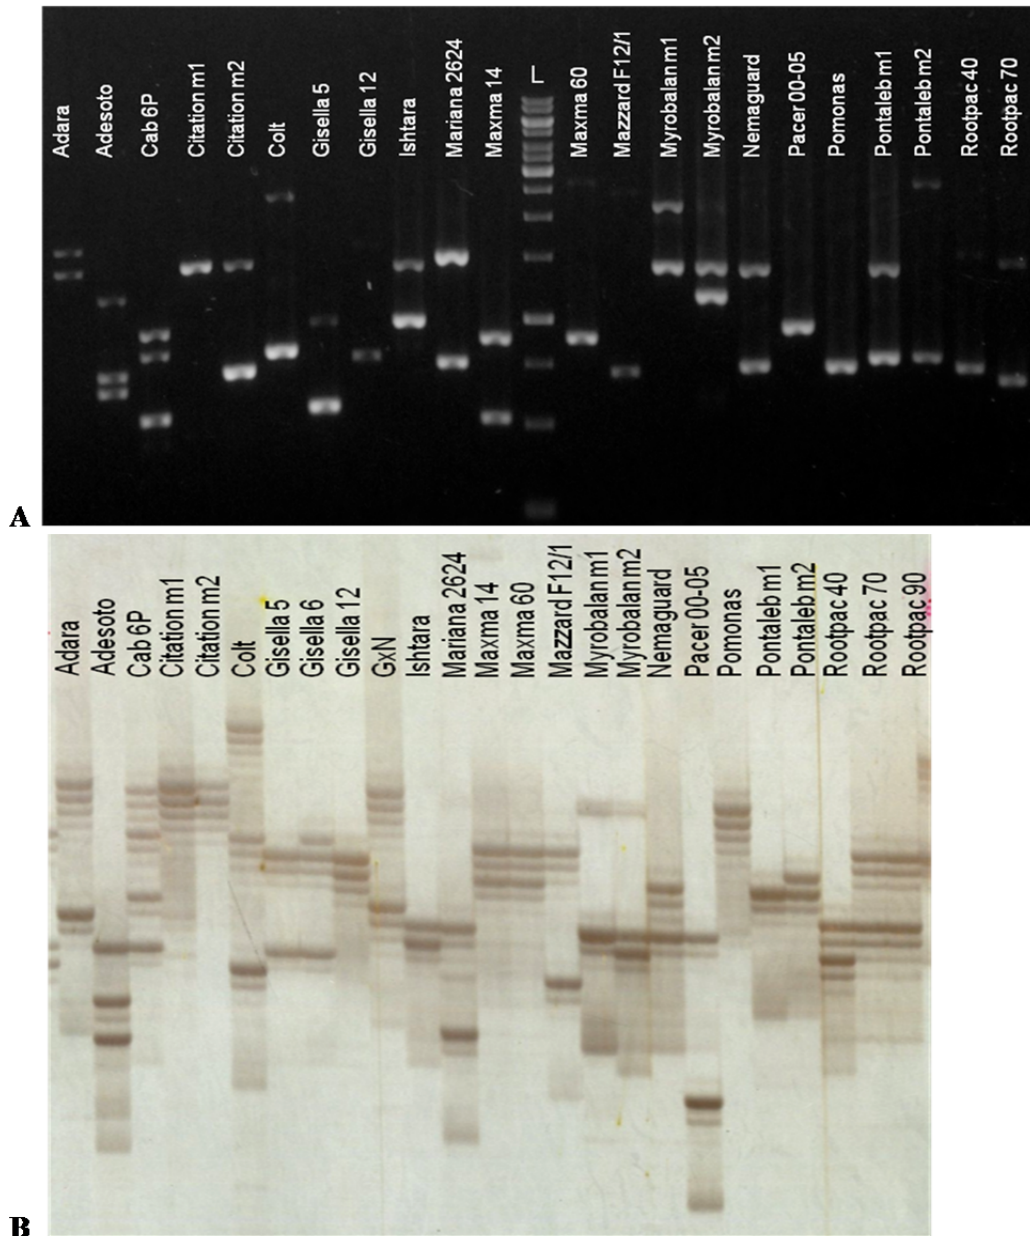 Adara
Adesoto
Cab 6P
Citation m1
Citation m2
Colt
Gisella 5
Gisella 12
Ishtara
Mariana 2624
Maxma 14
L
Maxma 60
Mazzard F12/1
Myrobalan m1
Myrobalan m2
Nemaguard
Pacer 00-05
Pomonas
Pontaleb m1
Pontaleb m2
Rootpac 40
Rootpac 70
A
Adara
Adesoto
Cab 6P
Citation m1
Citation m2
Colt
Gisella 5
Gisella 6
Gisella 12
GxN
Ishtara
Mariana 2624
Maxma 14
Maxma 60
Mazzard F12/1
Myrobalan m1
Myrobalan m2
Nemaguard
Pacer 00-05
Pomonas
Pontaleb m1
Pontaleb m2
Rootpac 40
Rootpac 70
Rootpac 90
B